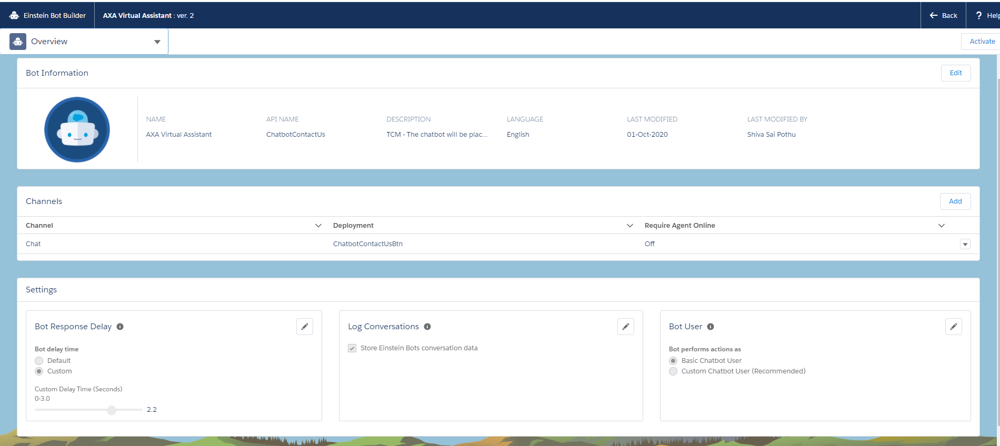 Einstein Bot Builder
AXA Virtual Assistant : ver. 2
Back
? Help
Overview
Activate
Bot Information
Edit
NAME API NAME DESCRIPTION LANGUAGE LAST MODIFIED LAST MODIFIED BY
AXA Virtual Assistant ChatbotContactUs TCM - The chatbot will be plac... English 01-Oct-2020 Shiva Sai Pothu
Channels
Add
Channel Deployment Require Agent Online
Chat ChatbotContactUsBtn Off
Settings
Bot Response Delay
Bot delay time
Default
Custom
Custom Delay Time (Seconds)
0-3.0
2.2
Log Conversations
Store Einstein Bots conversation data
Bot User
Bot performs actions as
Basic Chatbot User
Custom Chatbot User (Recommended)